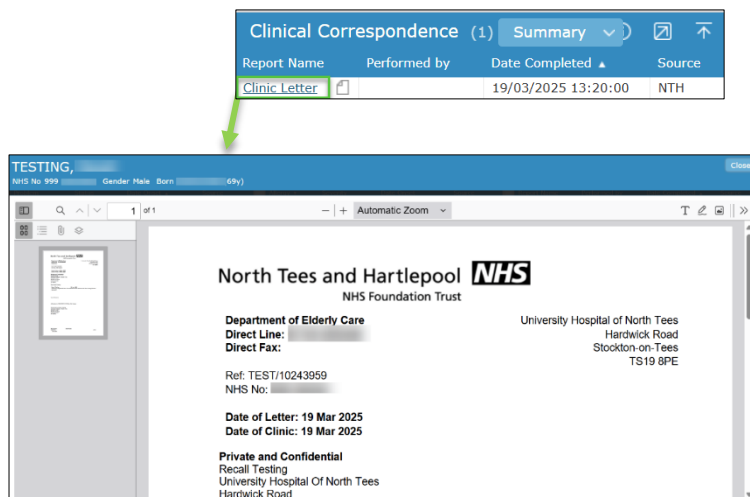 Clinical Correspondence (1) Summary
Report Name Performed by Date Completed ▲ Source
Clinic Letter 19/03/2025 13:20:00 NTH
TESTING,
Close
NHS No 999 Gender Male Born 69y)
1 of 1 − + Automatic Zoom
North Tees and Hartlepool NHS
NHS Foundation Trust
Department of Elderly Care
Direct Line:
Direct Fax:
University Hospital of North Tees
Hardwick Road
Stockton-on-Tees
TS19 8PE
Ref: TEST/10243959
NHS No:
Date of Letter: 19 Mar 2025
Date of Clinic: 19 Mar 2025
Private and Confidential
Recall Testing
University Hospital Of North Tees
Hardwick Road